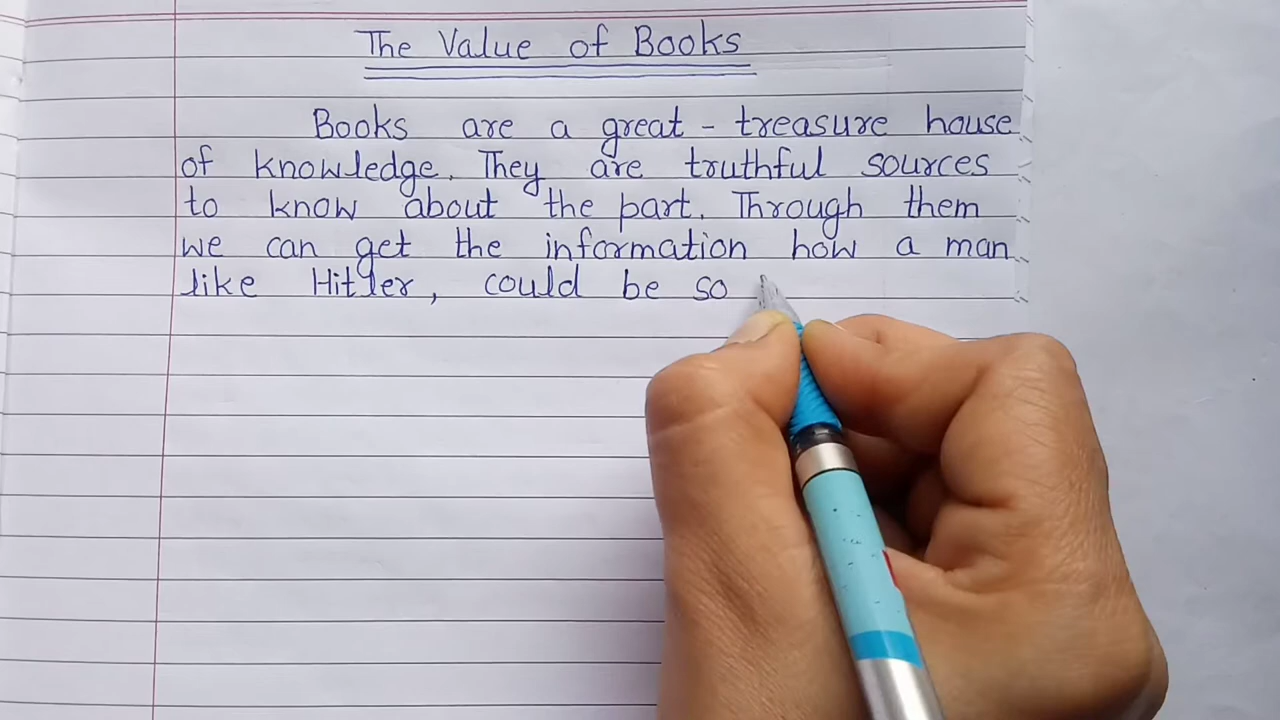 The Value of Books
Books are a great - treasure house
of knowledge. They are truthful sources
to know about the part. Through them
we can get the information how a man
like Hitler, could be so